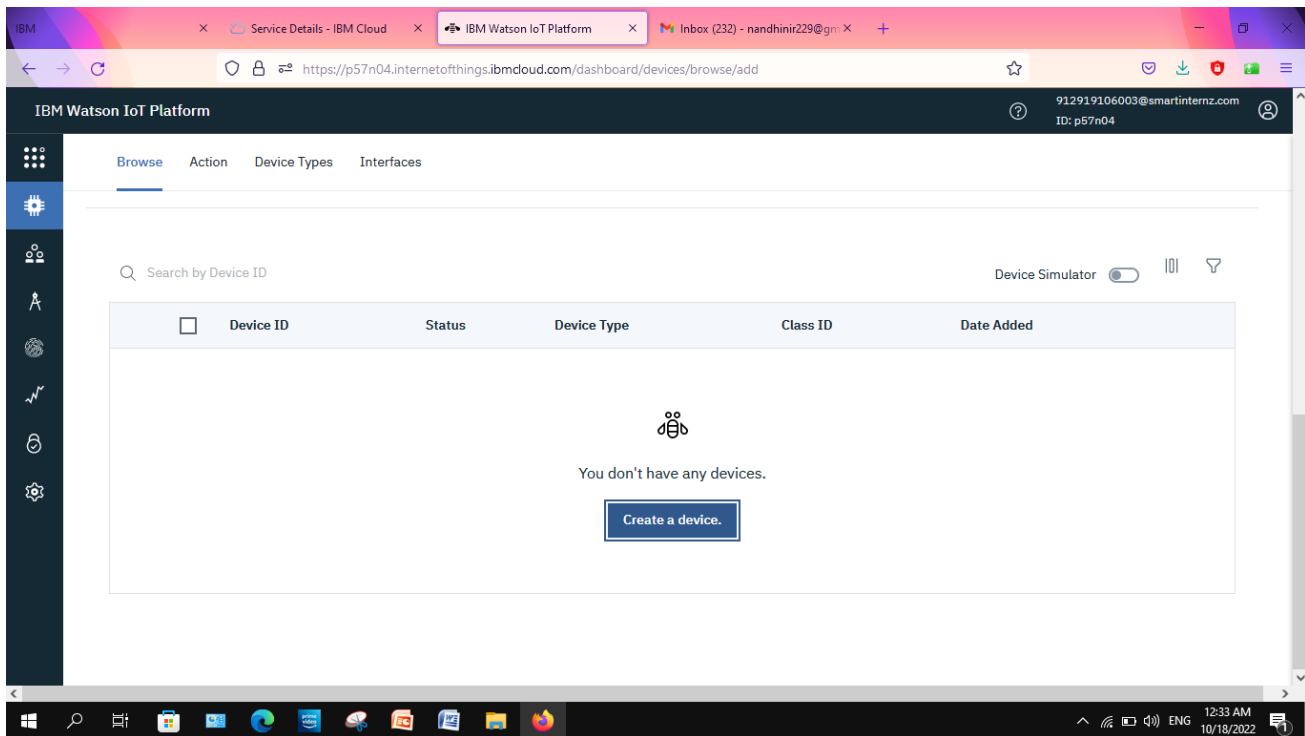 IBM
Service Details - IBM Cloud
IBM Watson IoT Platform
Inbox (232) - nandhinir229@gm
https://p57n04.internetofthings.ibmcloud.com/dashboard/devices/browse/add
IBM Watson IoT Platform
912919106003@smartinternz.com
ID: p57n04
Browse Action Device Types Interfaces
Search by Device ID
Device Simulator
Device ID Status Device Type Class ID Date Added
You don't have any devices.
Create a device.
prime video
ENG
12:33 AM
10/18/2022
1